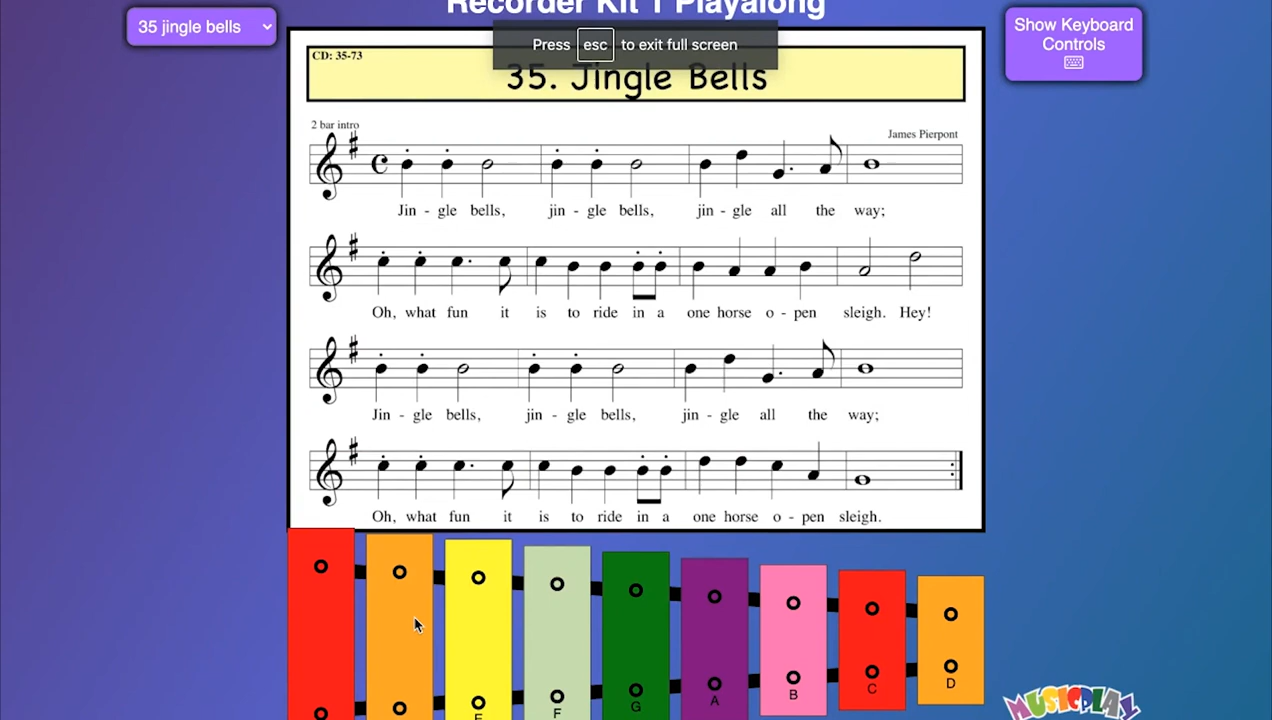 Recorder Kit 1 Playalong
35 jingle bells
Show Keyboard
Controls
Press esc to exit full screen
CD: 35-73
35. Jingle Bells
2 bar intro
James Pierpont
Jin - gle bells, jin - gle bells, jin - gle all the way;
Oh, what fun it is to ride in a one horse o - pen sleigh. Hey!
Jin - gle bells, jin - gle bells, jin - gle all the way;
Oh, what fun it is to ride in a one horse o - pen sleigh.
E F G A B C D
MUSICPLAY